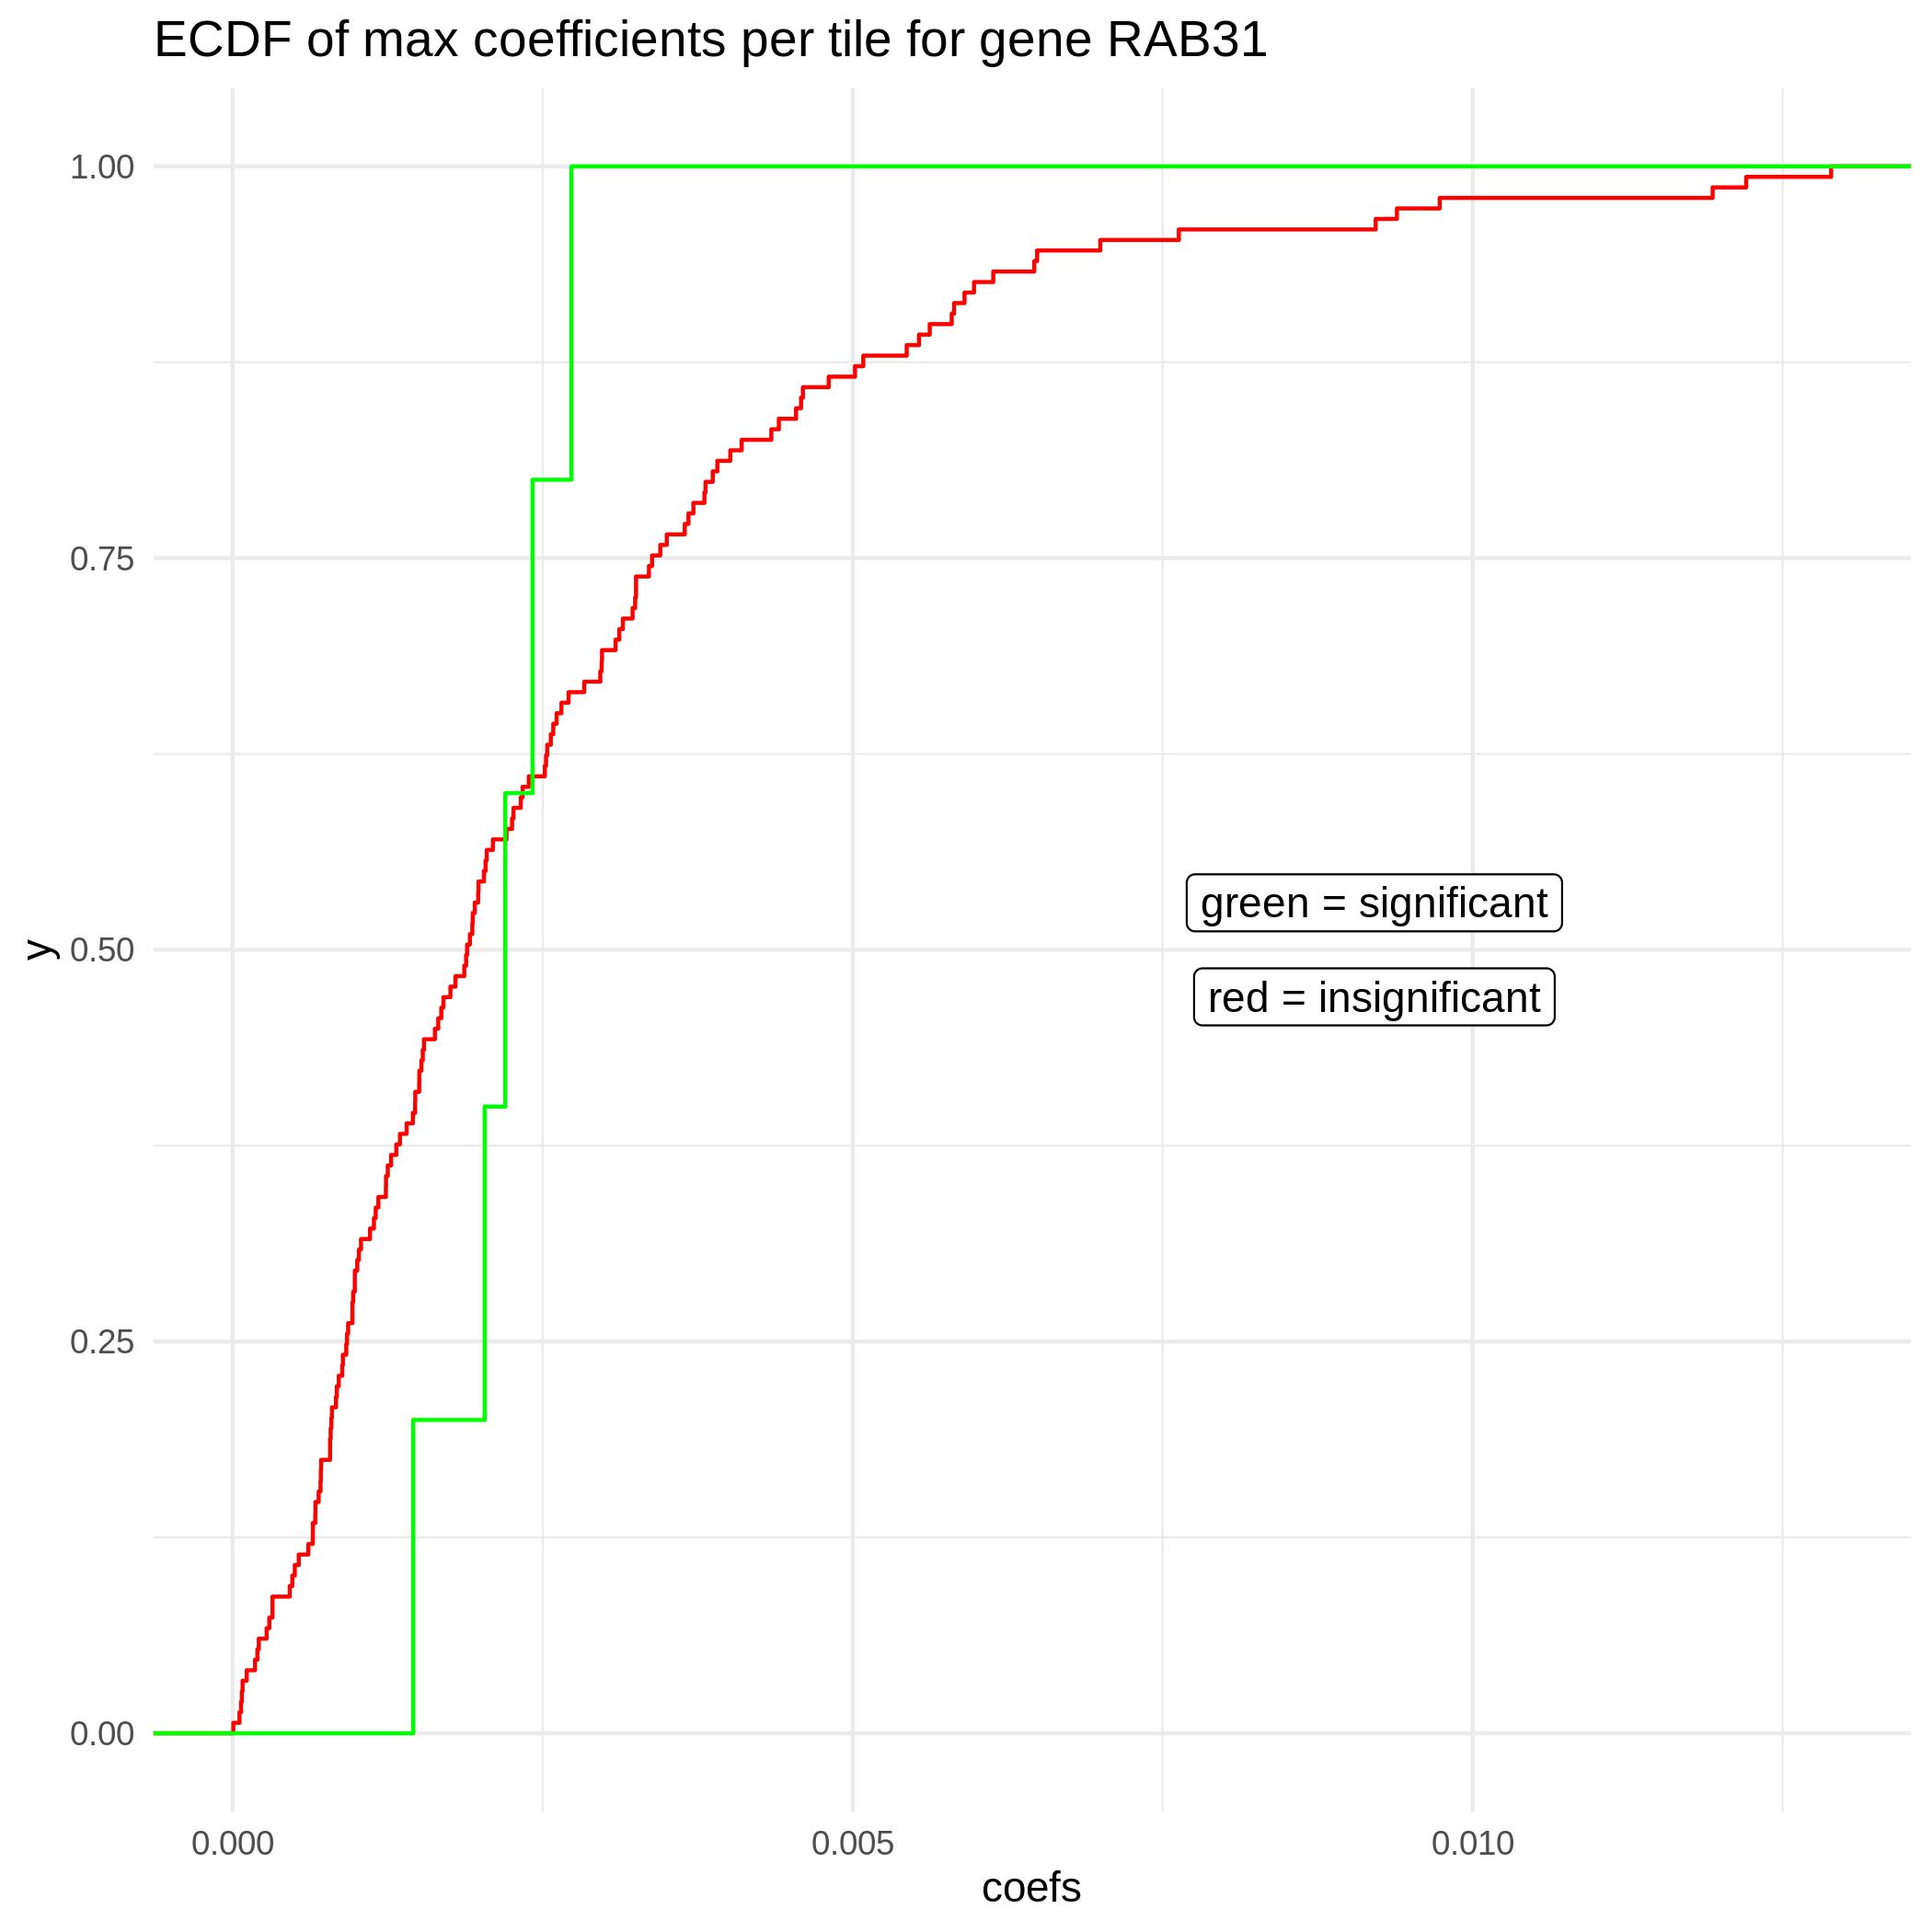 ECDF of max coefficients per tile for gene RAB31
1.00
0.75
green = significant
y
0.50
red = insignificant
0.25
0.00
0.000
0.005
0.010
coefs